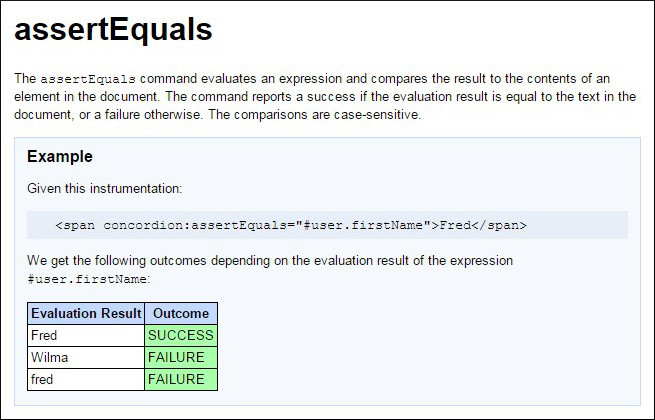 assertEquals
The assertEquals command evaluates an expression and compares the result to the contents of an
element in the document. The command reports a success if the evaluation result is equal to the text in the
document, or a failure otherwise. The comparisons are case-sensitive.
Example
Given this instrumentation:
<span concordion:assertEquals="#user.firstName">Fred</span>
We get the following outcomes depending on the evaluation result of the expression
#user.firstName:
Evaluation Result Outcome
Fred SUCCESS
Wilma FAILURE
fred FAILURE